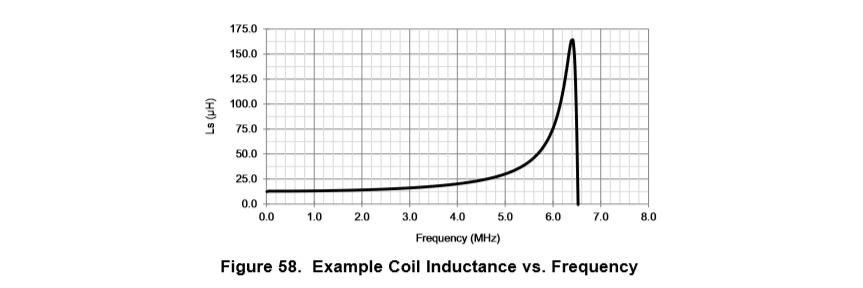 175.0
150.0
125.0
100.0
75.0
50.0
25.0
0.0
Ls (µH)
0.0 1.0 2.0 3.0 4.0 5.0 6.0 7.0 8.0
Frequency (MHz)
Figure 58. Example Coil Inductance vs. Frequency